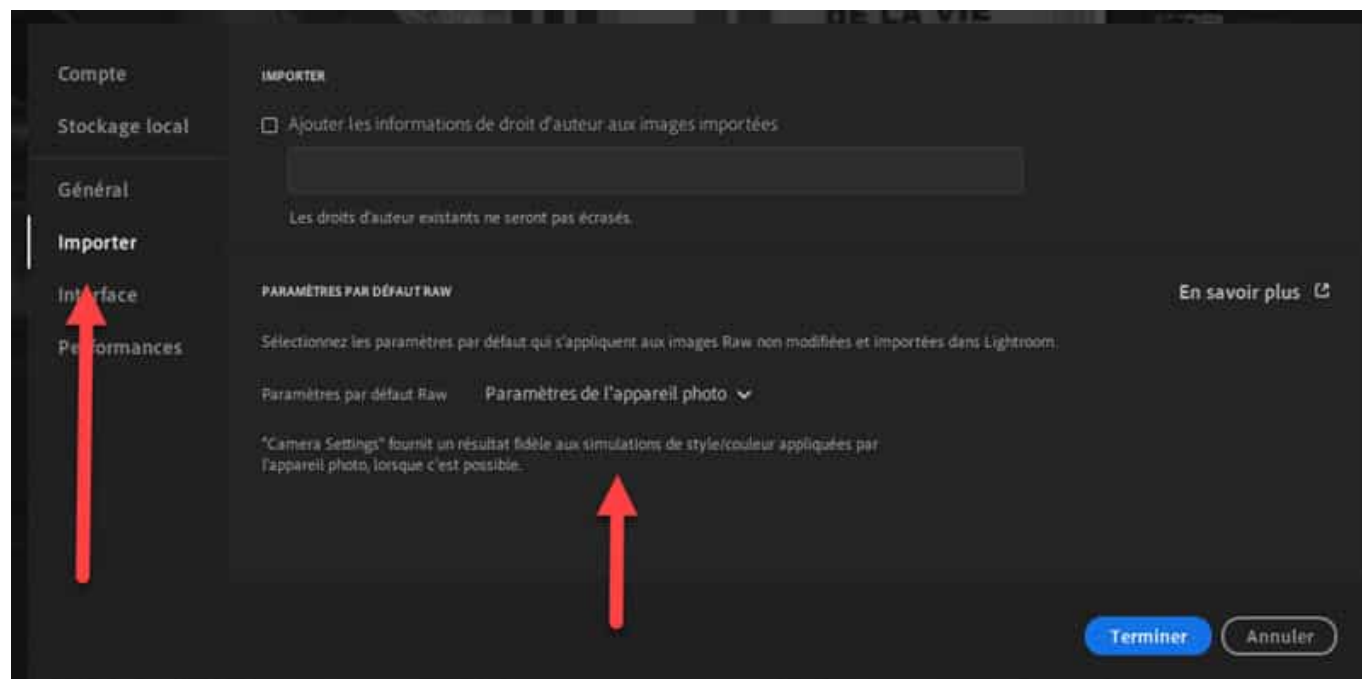 DE LA VIE
Compte
Stockage local
Général
Importer
Interface
Performances
IMPORTER
Ajouter les informations de droit d'auteur aux images importées
Les droits d'auteur existants ne seront pas écrasés.
PARAMÈTRES PAR DÉFAUT RAW
En savoir plus
Sélectionnez les paramètres par défaut qui s'appliquent aux images Raw non modifiées et importées dans Lightroom.
Paramètres par défaut Raw Paramètres de l'appareil photo
"Camera Settings" fournit un résultat fidèle aux simulations de style/couleur appliquées par
l'appareil photo, lorsque c'est possible.
Terminer
Annuler